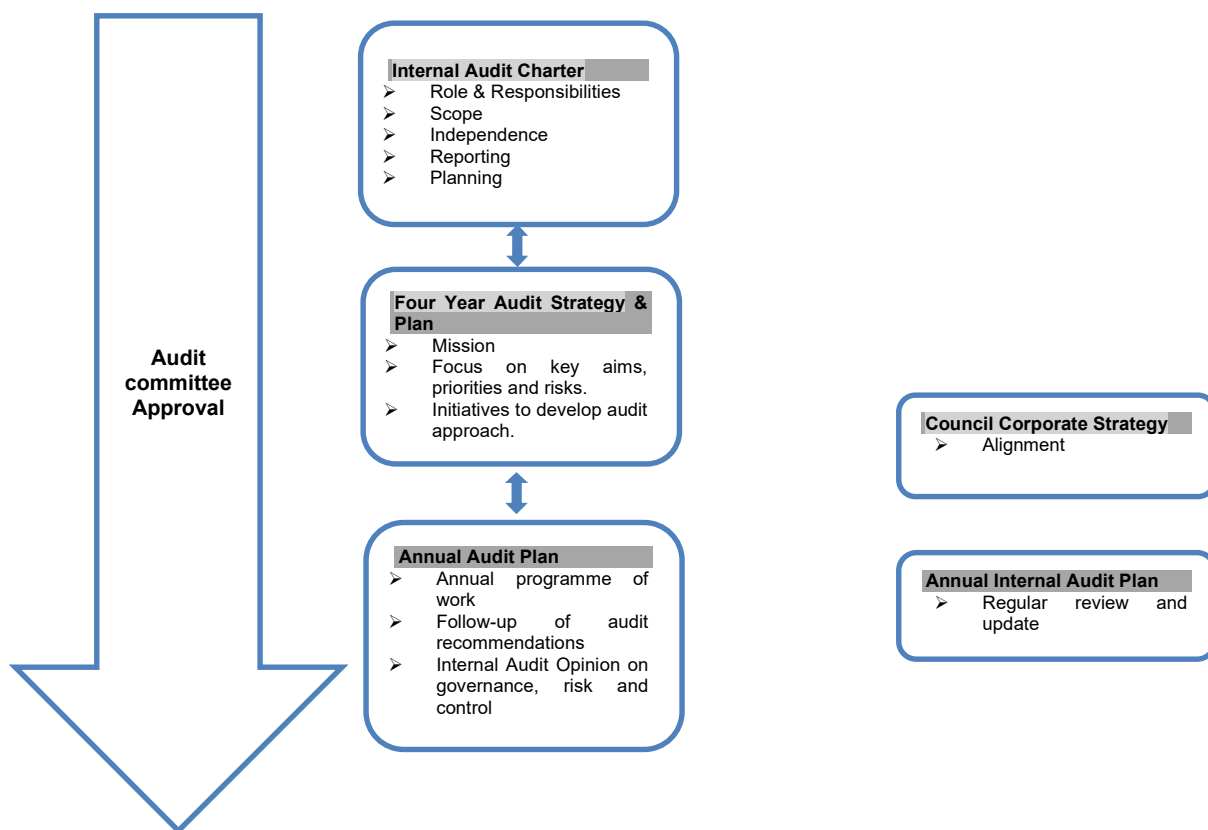 Internal Audit Charter
➢ Role & Responsibilities
➢ Scope
➢ Independence
➢ Reporting
➢ Planning
Four Year Audit Strategy &
Plan
➢ Mission
➢ Focus on key aims,
priorities and risks.
➢ Initiatives to develop audit
approach.
Audit
committee
Approval
Council Corporate Strategy
➢ Alignment
Annual Audit Plan
➢ Annual programme of
work
➢ Follow-up of audit
recommendations
➢ Internal Audit Opinion on
governance, risk and
control
Annual Internal Audit Plan
➢ Regular review and
update